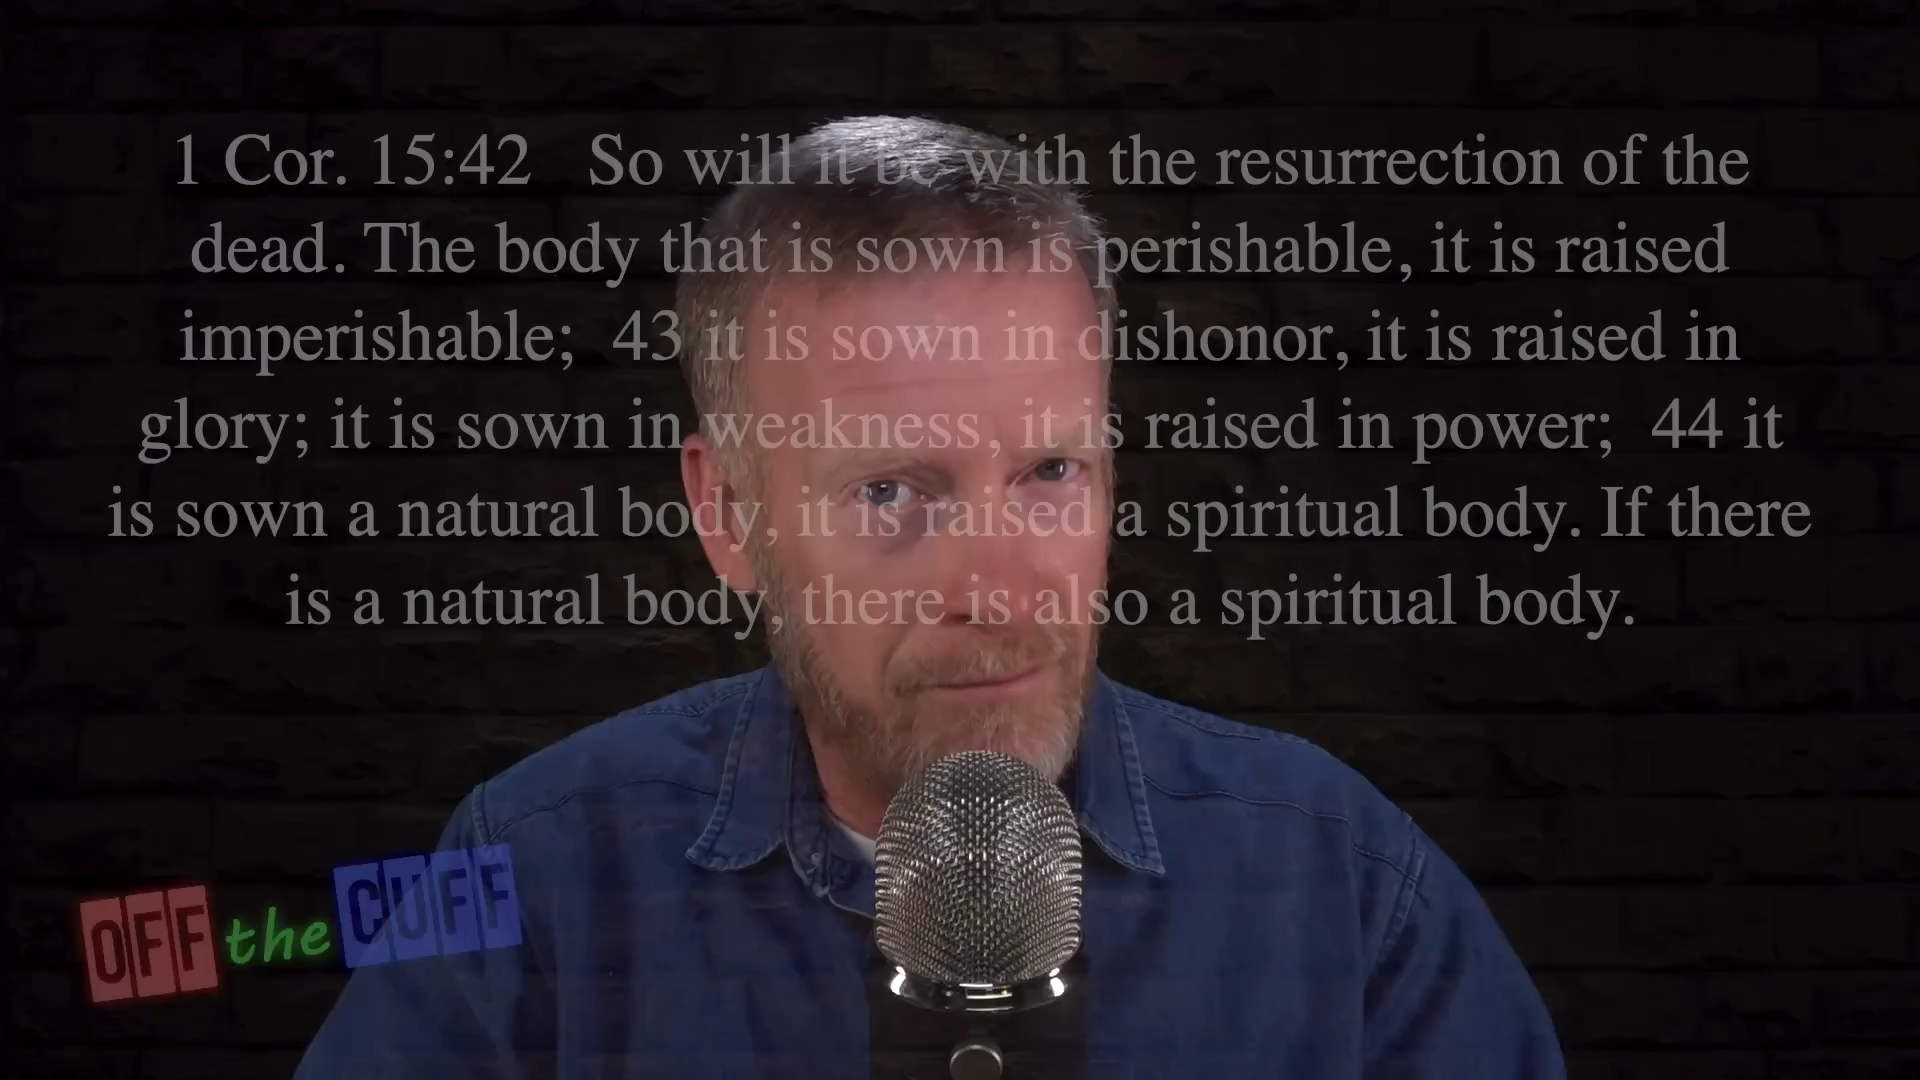 1 Cor. 15:42 So will it be with the resurrection of the
dead. The body that is sown is perishable, it is raised
imperishable; 43 it is sown in dishonor, it is raised in
glory; it is sown in weakness, it is raised in power; 44 it
is sown a natural body, it is raised a spiritual body. If there
is a natural body, there is also a spiritual body.
OFF the CUFF